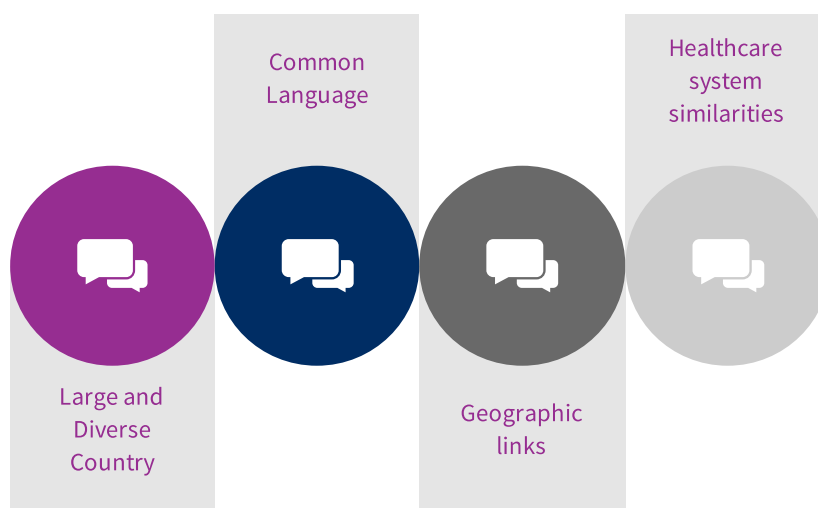 Large and
Diverse
Country
Common
Language
Geographic
links
Healthcare
system
similarities